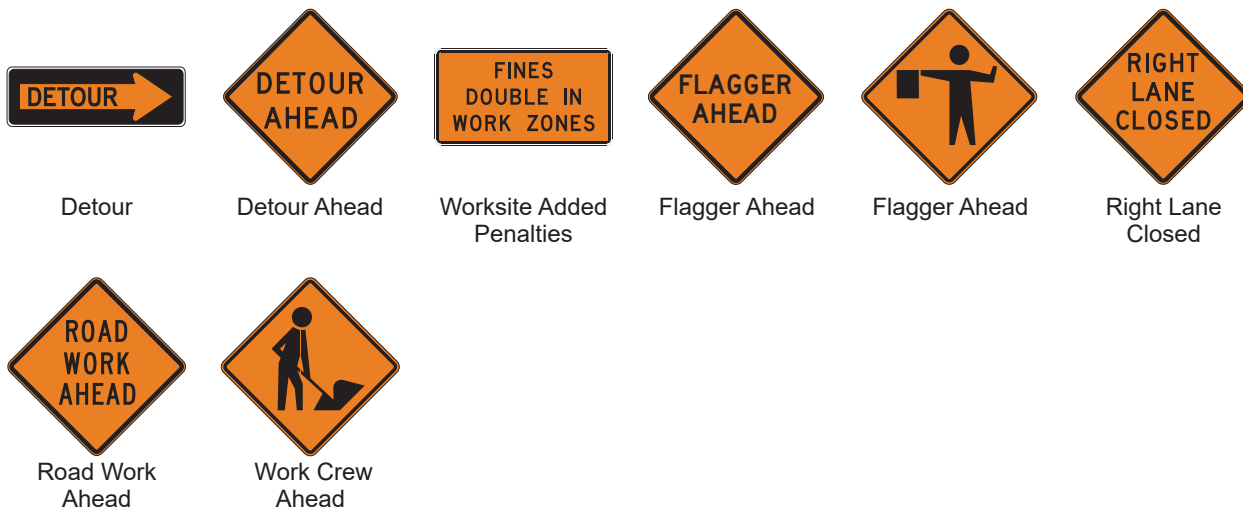 DETOUR
DETOUR
AHEAD
FINES
DOUBLE IN
WORK ZONES
FLAGGER
AHEAD
RIGHT
LANE
CLOSED
Detour
Detour Ahead
Worksite Added
Penalties
Flagger Ahead
Flagger Ahead
Right Lane
Closed
ROAD
WORK
AHEAD
Road Work
Ahead
Work Crew
Ahead